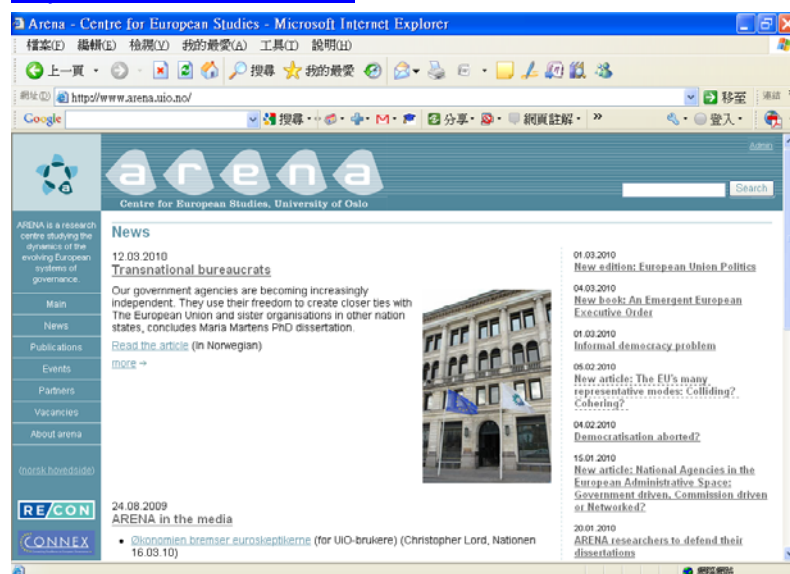 Arena - Centre for European Studies - Microsoft Internet Explorer
檔案(F) 編輯(E) 檢視(V) 我的最愛(A) 工具(T) 說明(H)
上一頁 搜尋 我的最愛
網址(D) http://www.arena.uio.no/ 移至 連結
Google 搜尋 分享 網頁註解 » 登入
Admin
arena
Centre for European Studies, University of Oslo
Search
ARENA is a research
centre studying the
dynamics of the
evolving European
systems of
governance.
Main
News
Publications
Events
Partners
Vacancies
About arena
(norsk hovedside)
RE/CON
CONNEX
News
12.03.2010
Transnational bureaucrats
Our government agencies are becoming increasingly
independent. They use their freedom to create closer ties with
The European Union and sister organisations in other nation
states, concludes Maria Martens PhD dissertation.
Read the article (In Norwegian)
more →
24.08.2009
ARENA in the media
• Økonomien bremser euroskeptikerne (for UiO-brukere) (Christopher Lord, Nationen
16.03.10)
01.03.2010
New edition: European Union Politics
04.03.2010
New book: An Emergent European
Executive Order
01.03.2010
Informal democracy problem
05.02.2010
New article: The EU's many
representative modes: Colliding?
Cohering?
04.02.2010
Democratisation aborted?
15.01.2010
New article: National Agencies in the
European Administrative Space:
Government driven, Commission driven
or Networked?
20.01.2010
ARENA researchers to defend their
dissertations
網際網路